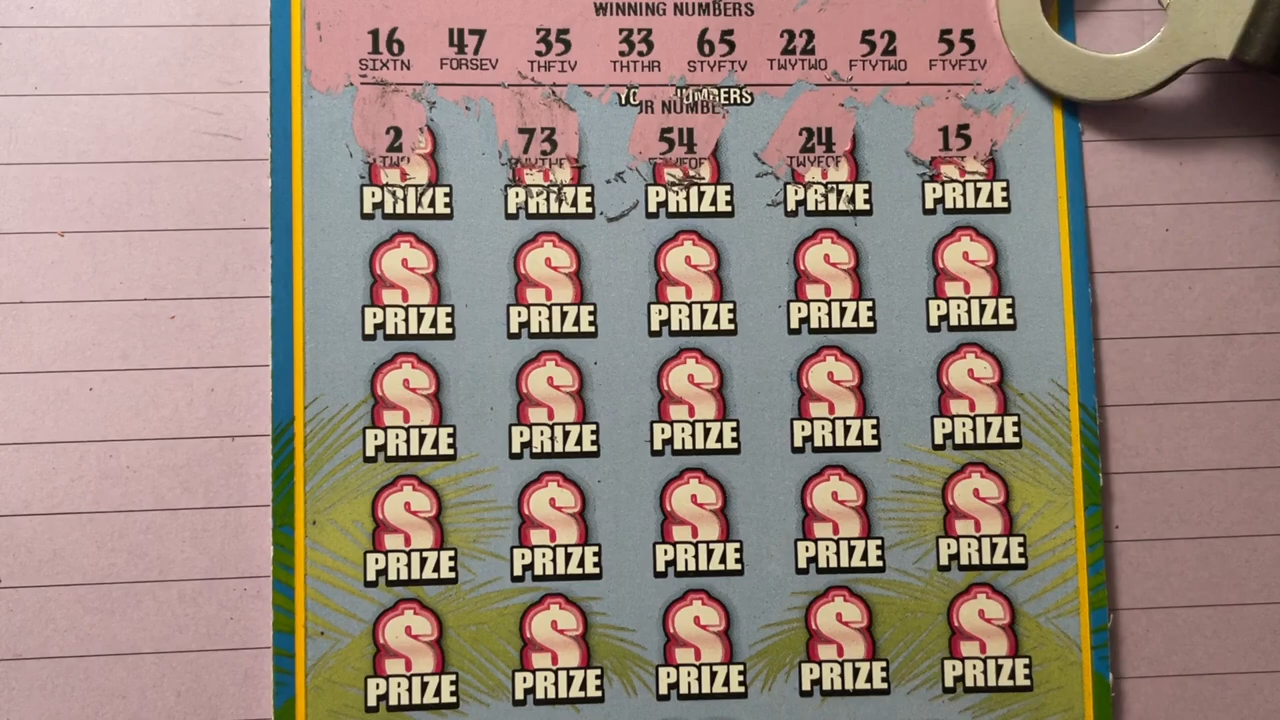 WINNING NUMBERS
16 47 35 33 65 22 52 55
SIXTN FORSEV THFIV THTHR STYFIV TWYTWO FTYTWO FTYFIV
YOUR NUMBERS
2 73 54 24 15
TWO
PRIZE PRIZE PRIZE PRIZE PRIZE
$ $ $ $ $
PRIZE PRIZE PRIZE PRIZE PRIZE
$ $ $ $ $
PRIZE PRIZE PRIZE PRIZE PRIZE
$ $ $ $ $
PRIZE PRIZE PRIZE PRIZE PRIZE
$ $ $ $ $
PRIZE PRIZE PRIZE PRIZE PRIZE